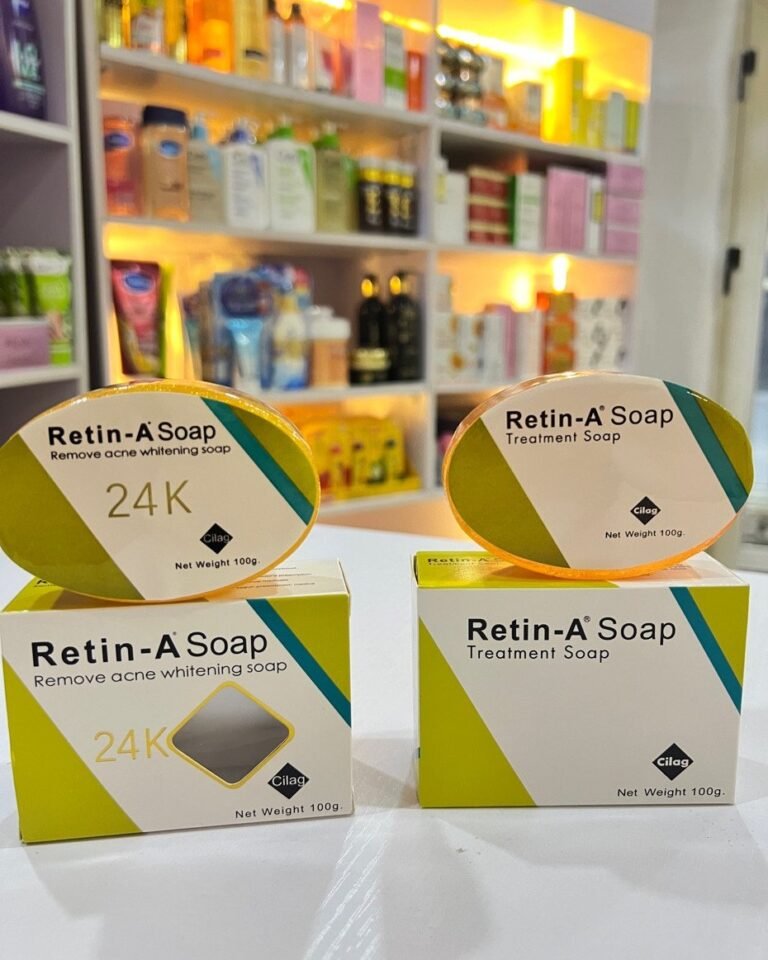 Retin-A Soap
Remove acne whitening soap
24K
Cilag
Net Weight 100g.
Retin-A® Soap
Treatment Soap
Cilag
Net Weight 100g.
Retin-A Soap
Remove acne whitening soap
24K
Cilag
Net Weight 100g.
Retin-A® Soap
Treatment Soap
Cilag
Net Weight 100g.